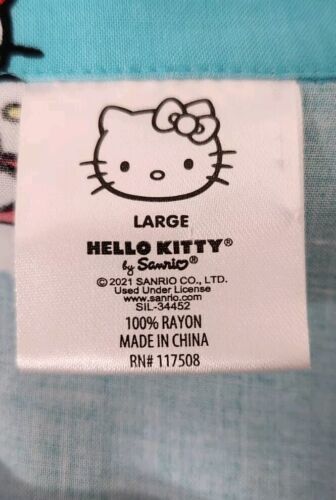 LARGE
HELLO KITTY®
by Sanrio®
© 2021 SANRIO CO., LTD.
Used Under License
www.sanrio.com
SIL-34452
100% RAYON
MADE IN CHINA
RN# 117508